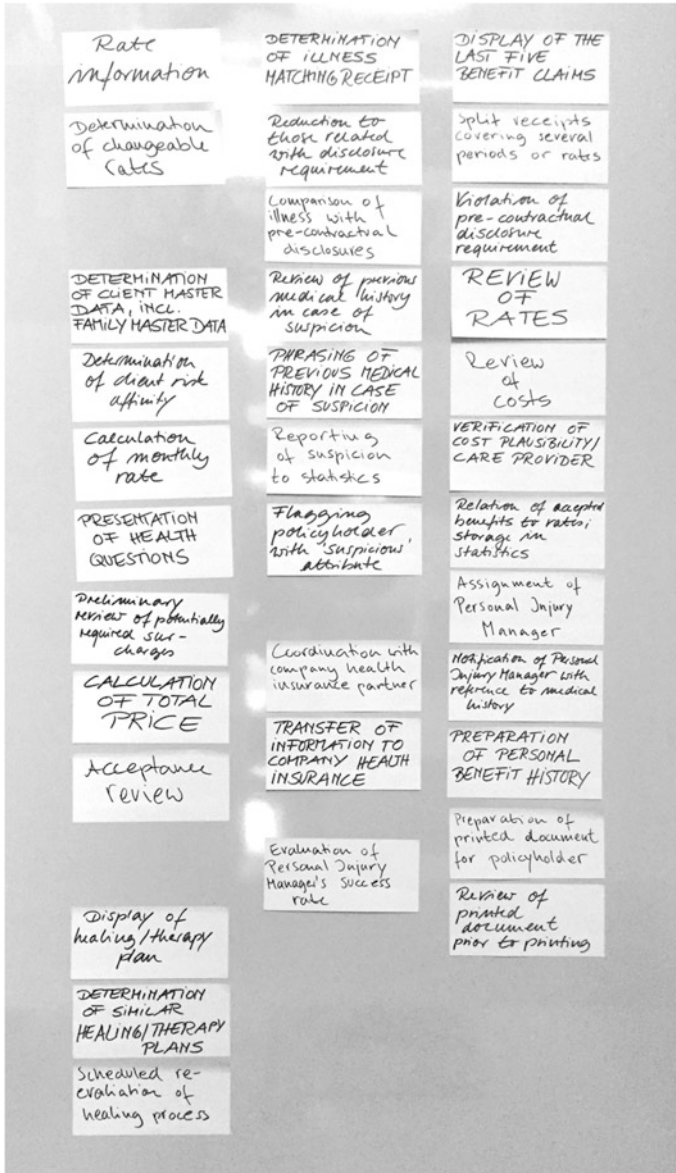 Rate
information
Determination
of changeable
rates
DETERMINATION
OF CLIENT MASTER
DATA, INCL.
FAMILY MASTER DATA
Determination
of client risk
affinity
Calculation
of monthly
rate
PRESENTATION
OF HEALTH
QUESTIONS
Preliminary
review of potentially
required sur-
charges
CALCULATION
OF TOTAL
PRICE
Acceptance
review
Display of
healing/therapy
plan
DETERMINATION
OF SIMILAR
HEALING/THERAPY
PLANS
Scheduled re-
evaluation of
healing process
DETERMINATION
OF ILLNESS
MATCHING RECEIPT
Reduction to
those related
with disclosure
requirement
Comparison of
illness with
pre-contractual
disclosures
Review of previous
medical history
in case of
suspicion
PHRASING OF
PREVIOUS MEDICAL
HISTORY IN CASE
OF SUSPICION
Reporting
of suspicion
to statistics
Flagging
policyholder
with 'suspicious'
attribute
Coordination with
company health
insurance partner
TRANSFER OF
INFORMATION TO
COMPANY HEALTH
INSURANCE
Evaluation of
Personal Injury
Manager's success
rate
DISPLAY OF THE
LAST FIVE
BENEFIT CLAIMS
Split receipts
covering several
periods or rates
Violation of
pre-contractual
disclosure
requirement
REVIEW
OF
RATES
Review
of
costs
VERIFICATION OF
COST PLAUSIBILITY/
CARE PROVIDER
Relation of accepted
benefits to rates;
storage in
statistics
Assignment of
Personal Injury
Manager
Notification of Personal
Injury Manager with
reference to medical
history
PREPARATION
OF PERSONAL
BENEFIT HISTORY
Preparation of
printed document
for policyholder
Review of
printed
document
prior to printing